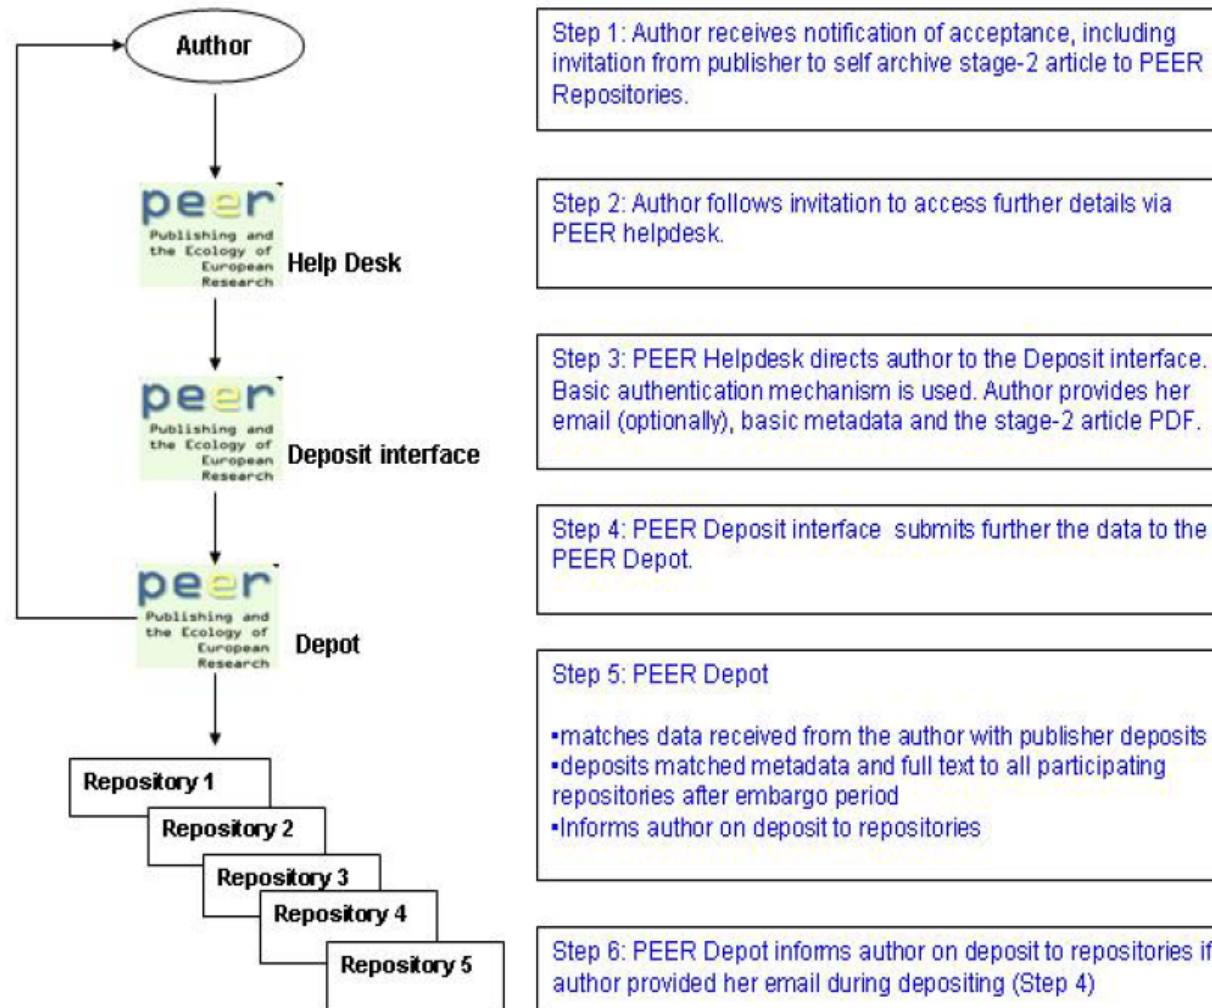 Author
Step 1: Author receives notification of acceptance, including
invitation from publisher to self archive stage-2 article to PEER
Repositories.
peer
Publishing and
the Ecology of
European
Research
Help Desk
Step 2: Author follows invitation to access further details via
PEER helpdesk.
peer
Publishing and
the Ecology of
European
Research
Deposit interface
Step 3: PEER Helpdesk directs author to the Deposit interface.
Basic authentication mechanism is used. Author provides her
email (optionally), basic metadata and the stage-2 article PDF.
Step 4: PEER Deposit interface submits further the data to the
PEER Depot.
peer
Publishing and
the Ecology of
European
Research
Depot
Step 5: PEER Depot
▪matches data received from the author with publisher deposits
▪deposits matched metadata and full text to all participating
repositories after embargo period
▪Informs author on deposit to repositories
Repository 1
Repository 2
Repository 3
Repository 4
Repository 5
Step 6: PEER Depot informs author on deposit to repositories if
author provided her email during depositing (Step 4)